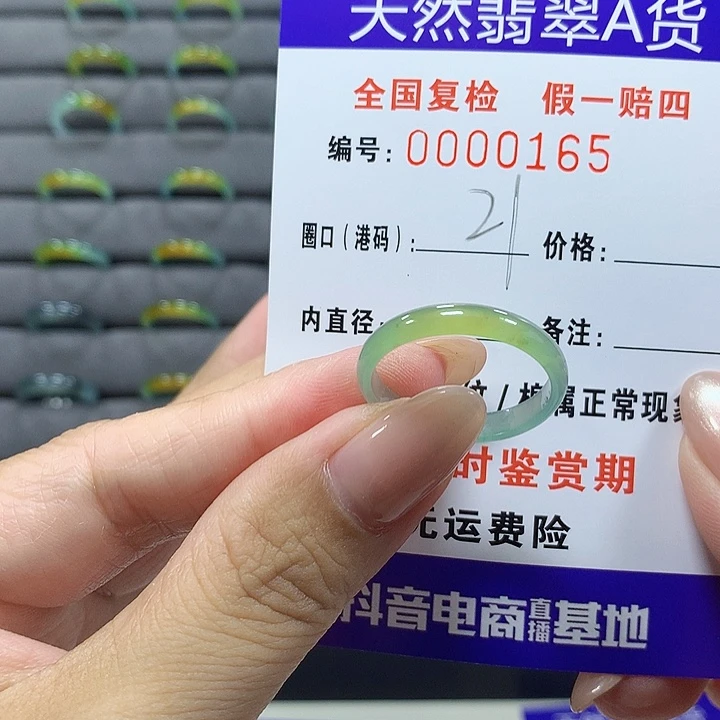 天然翡翠A货
全国复检 假一赔四
编号: 0000165
圈口（港码）: 21 价格:
内直径: 备注:
纹/棉属正常现象
时鉴赏期
运费险
抖音电商直播基地